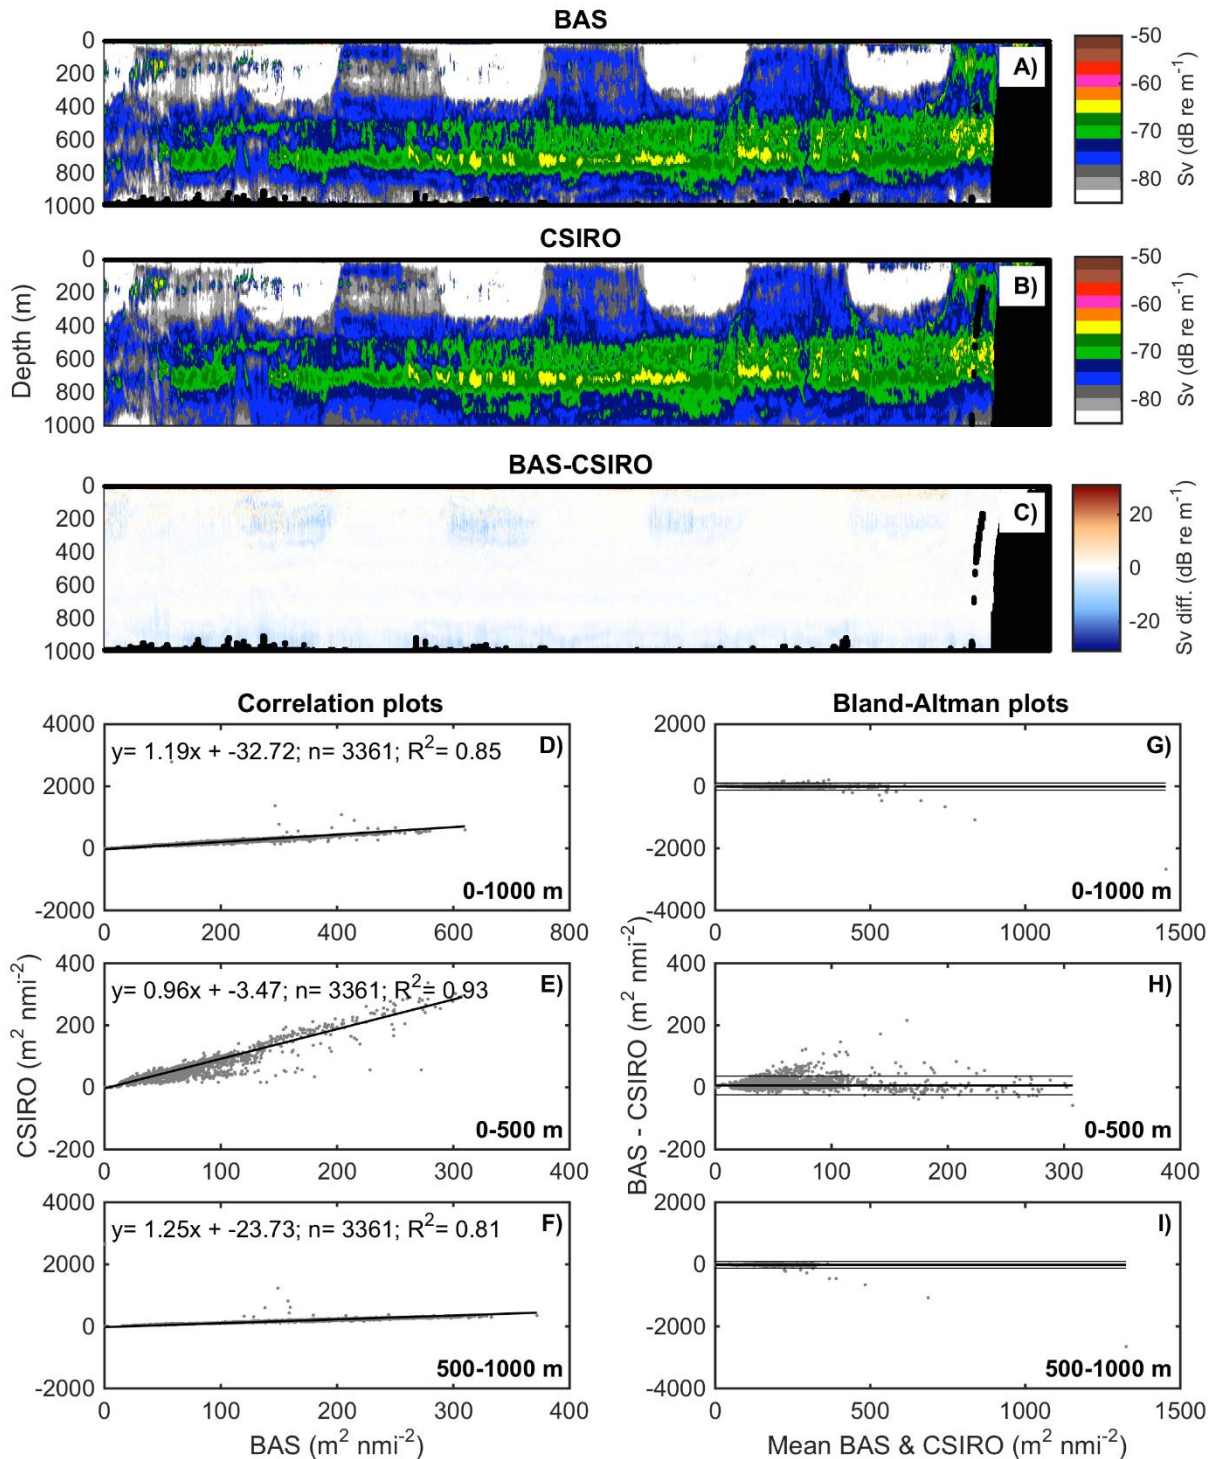 BAS
0
200
400
600
800
1000
A)
-50
-60
-70
-80
Sv (dB re m-1)
CSIRO
0
200
400
600
800
1000
Depth (m)
B)
-50
-60
-70
-80
Sv (dB re m-1)
BAS-CSIRO
0
200
400
600
800
1000
C)
20
0
-20
Sv diff. (dB re m-1)
Correlation plots
4000
2000
0
-2000
y= 1.19x + -32.72; n= 3361; R2= 0.85
D)
0-1000 m
0 200 400 600 800
Bland-Altman plots
2000
0
-2000
-4000
G)
0-1000 m
0 500 1000 1500
400
200
0
-200
y= 0.96x + -3.47; n= 3361; R2= 0.93
E)
0-500 m
0 100 200 300 400
CSIRO (m2 nmi-2)
400
200
0
-200
H)
0-500 m
0 100 200 300 400
BAS - CSIRO (m2 nmi-2)
4000
2000
0
-2000
y= 1.25x + -23.73; n= 3361; R2= 0.81
F)
500-1000 m
0 100 200 300 400
BAS (m2 nmi-2)
2000
0
-2000
-4000
I)
500-1000 m
0 500 1000 1500
Mean BAS & CSIRO (m2 nmi-2)